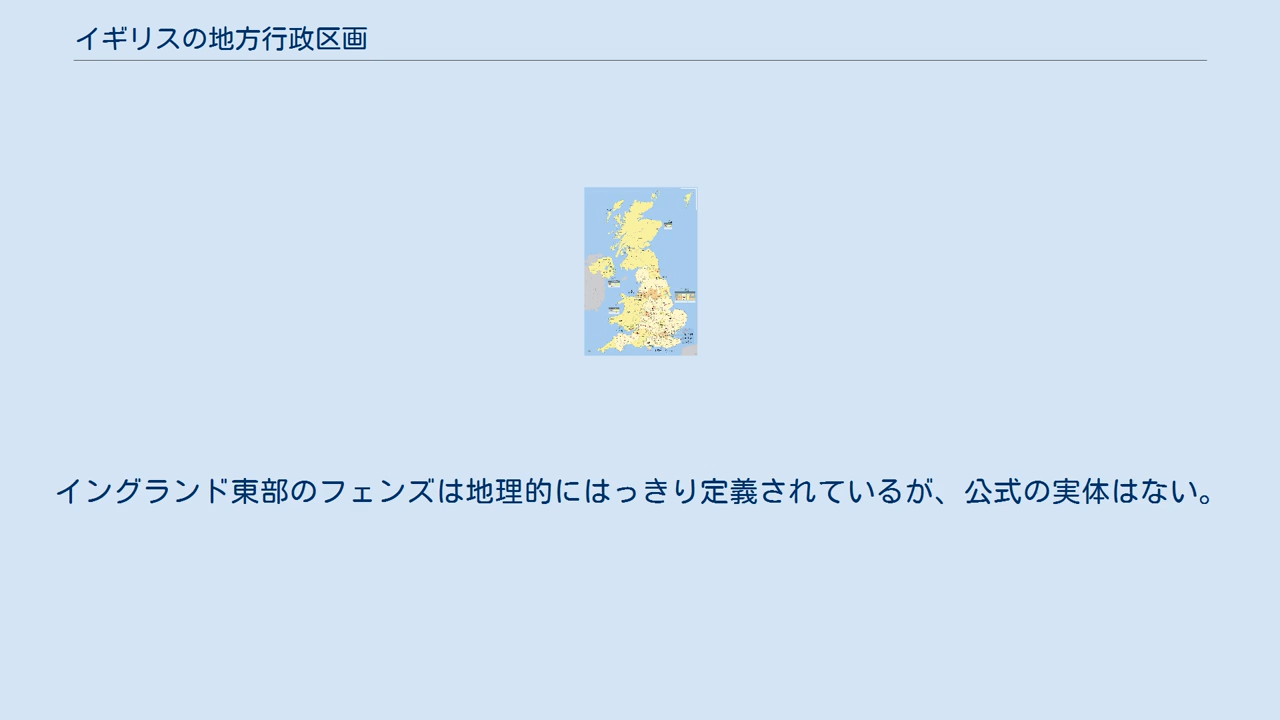 イギリスの地方行政区画
イングランド東部のフェンズは地理的にはっきり定義されているが、公式の実体はない。